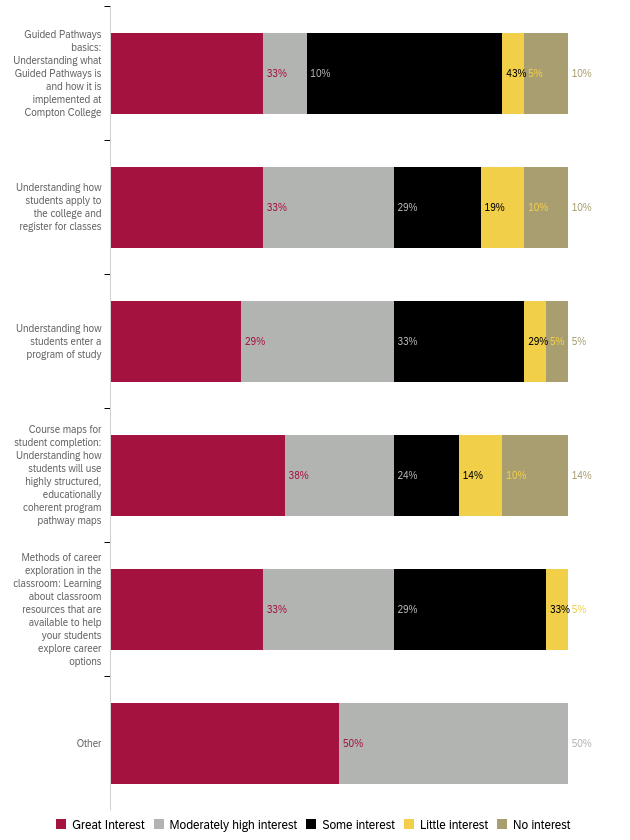 Guided Pathways
basics:
Understanding what
Guided Pathways is
and how it is
implemented at
Compton College
33% 10% 43% 5% 10%
Understanding how
students apply to
the college and
register for classes
33% 29% 19% 10% 10%
Understanding how
students enter a
program of study
29% 33% 29% 5% 5%
Course maps for
student completion:
Understanding how
students will use
highly structured,
educationally
coherent program
pathway maps
38% 24% 14% 10% 14%
Methods of career
exploration in the
classroom: Learning
about classroom
resources that are
available to help
your students
explore career
options
33% 29% 33% 5%
Other
50% 50%
Great Interest Moderately high interest Some interest Little interest No interest